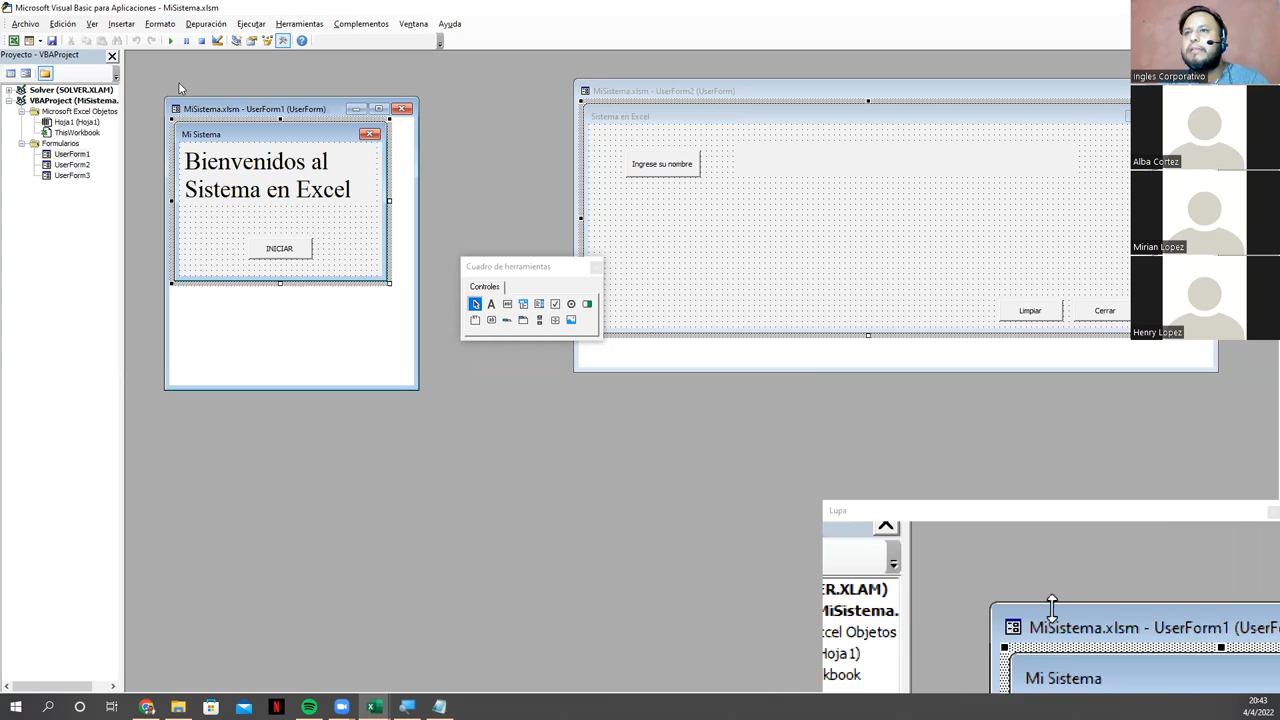 Microsoft Visual Basic para Aplicaciones - MiSistema.xlsm
Archivo Edición Ver Insertar Formato Depuración Ejecutar Herramientas Complementos Ventana Ayuda
Proyecto - VBAProject
Solver (SOLVER.XLAM)
VBAProject (MiSistema.
Microsoft Excel Objetos
Hoja1 (Hoja1)
ThisWorkbook
Formularios
UserForm1
UserForm2
UserForm3
MiSistema.xlsm - UserForm1 (UserForm)
Mi Sistema
Bienvenidos al
Sistema en Excel
INICIAR
Cuadro de herramientas
Controles
MiSistema.xlsm - UserForm2 (UserForm)
Sistema en Excel
Ingrese su nombre
Limpiar
Cerrar
Ingles Corporativo
Alba Cortez
Mirian Lopez
Henry Lopez
Lupa
ER.XLAM)
MiSistema.
xcel Objetos
Hoja1)
kbook
MiSistema.xlsm - UserForm1 (UserF
Mi Sistema
20:43
4/4/2022